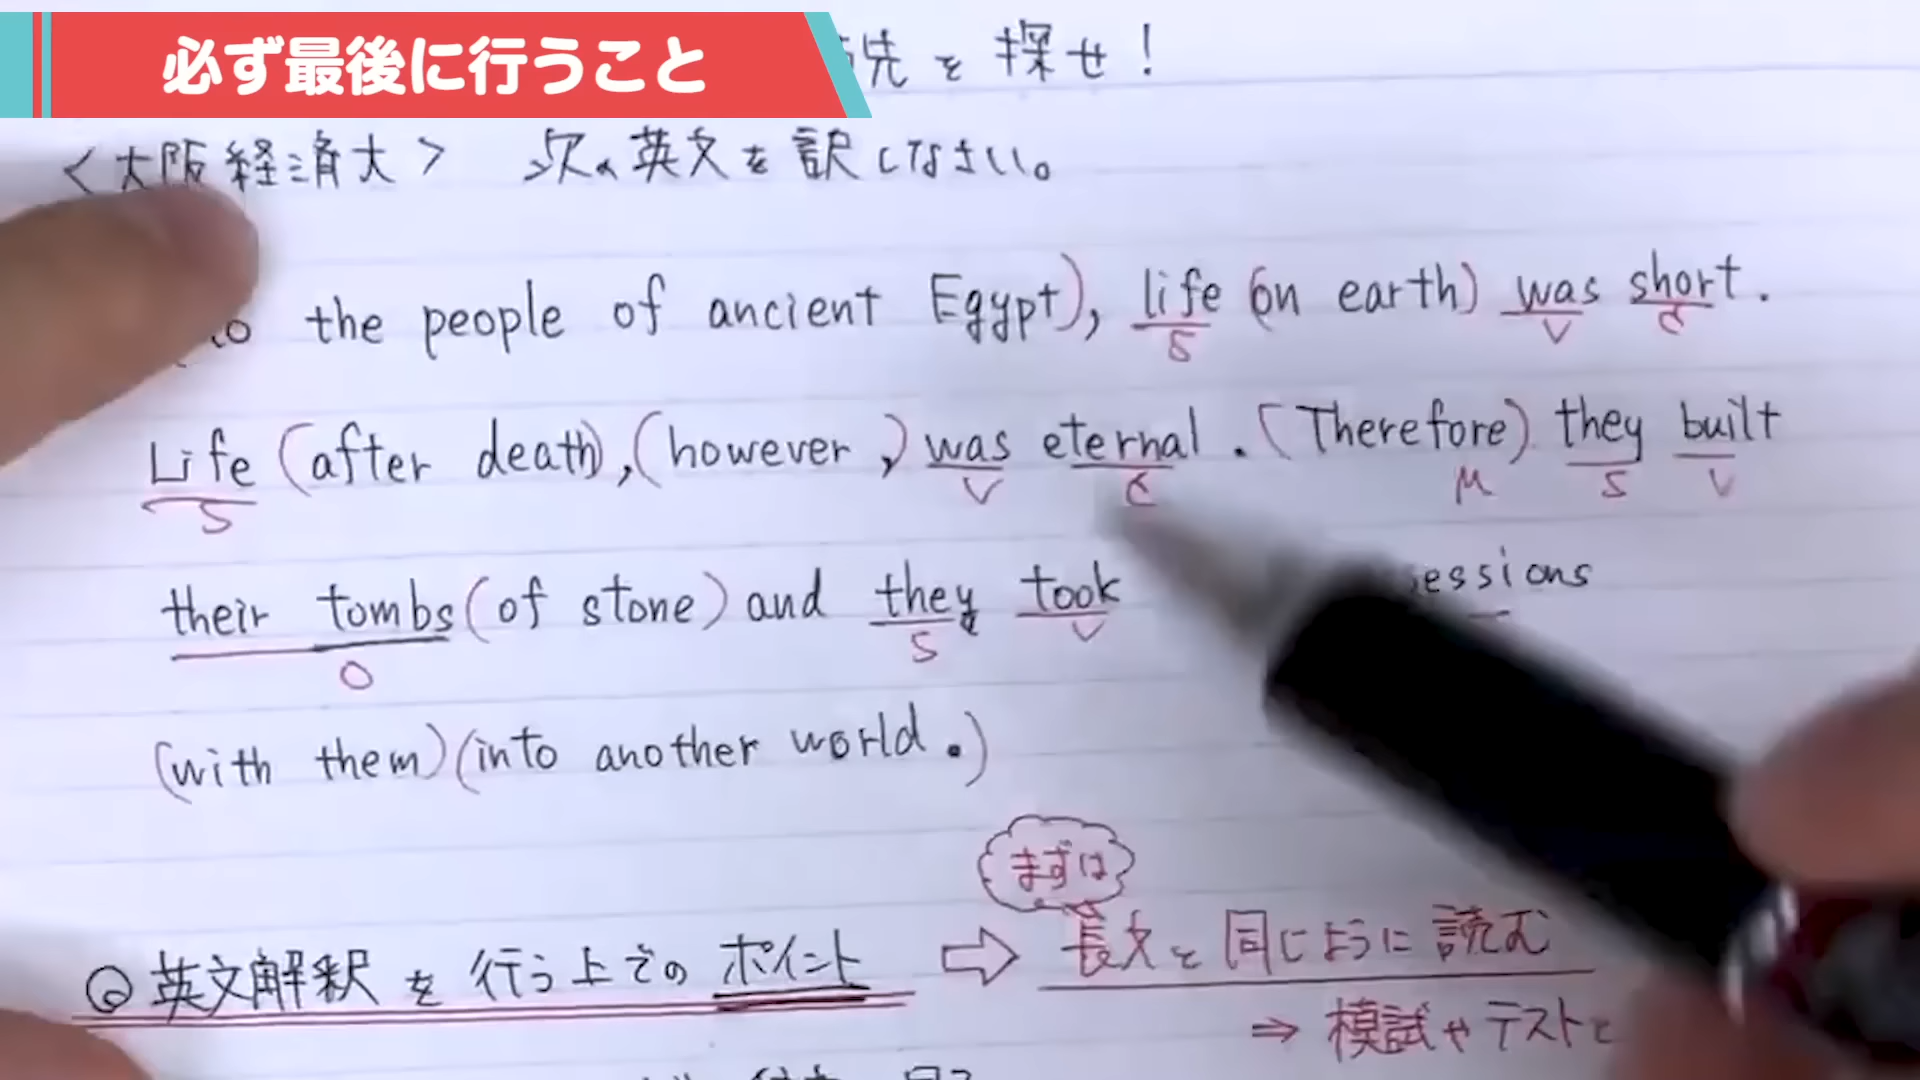 必ず最後に行うこと
先を探せ!
<大阪経済大> 次の英文を訳しなさい。
to the people of ancient Egypt), life (on earth) was short.
S V C
Life (after death), (however,) was eternal. (Therefore) they built
S V C M S V
their tombs (of stone) and they took
O S V
(with them) (into another world.)
まずは
◎英文解釈を行う上でのポイント ⇨ 長文と同じように読む
⇒ 模試やテストと